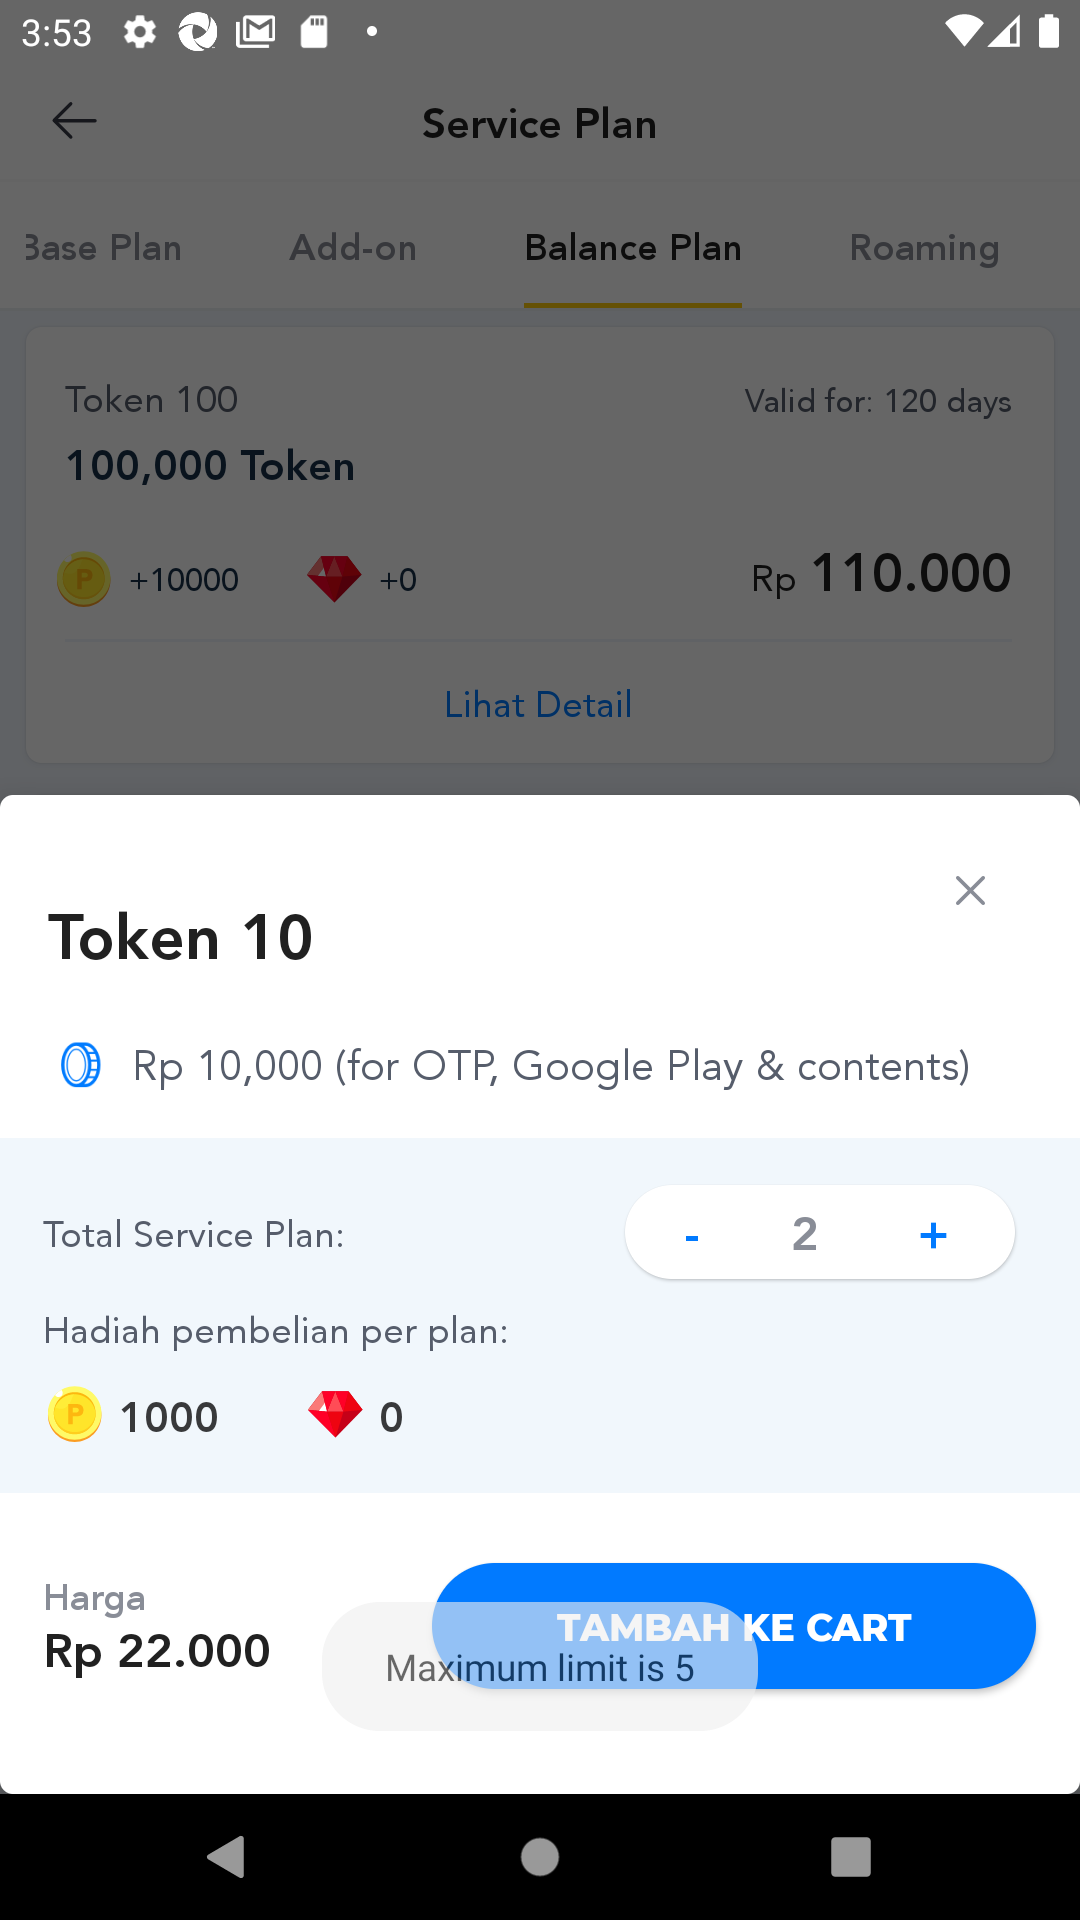 3:53
Service Plan
Base Plan Add-on Balance Plan Roaming
Token 100 Valid for: 120 days
100,000 Token
P +10000 +0 Rp 110.000
Lihat Detail
Token 10
Rp 10,000 (for OTP, Google Play & contents)
Total Service Plan: - 2 +
Hadiah pembelian per plan:
P 1000 0
Harga
TAMBAH KE CART
Rp 22.000
Maximum limit is 5